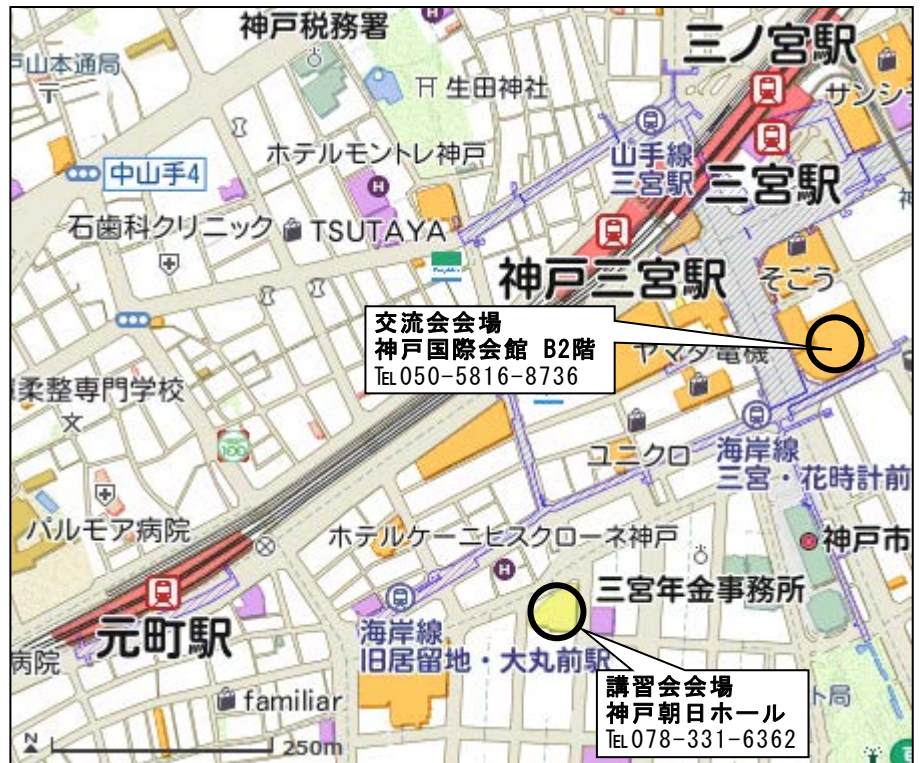 神戸税務署
戸山本通局
生田神社
三ノ宮駅
サンシ
ホテルモントレ神戸
山手線
三宮駅
三宮駅
中山手4
石歯科クリニック
TSUTAYA
神戸三宮駅
そごう
交流会会場
神戸国際会館 B2階
℡050-5816-8736
ヤマダ電機
柔整専門学校
ユニクロ
海岸線
三宮・花時計前
パルモア病院
ホテルケーニヒスクローネ神戸
神戸市
三宮年金事務所
元町駅
海岸線
旧居留地・大丸前駅
病院
familiar
講習会会場
神戸朝日ホール
℡078-331-6362
ト局
N
250m